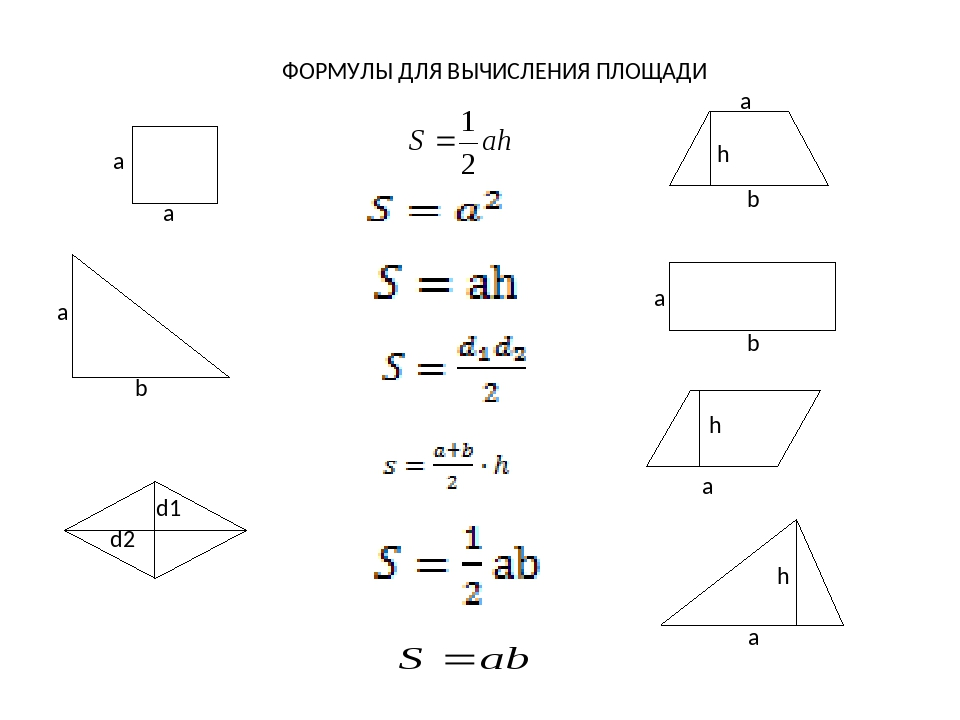 ФОРМУЛЫ ДЛЯ ВЫЧИСЛЕНИЯ ПЛОЩАДИ
a
a
a
b
d1
d2
S = 1/2 ah
S = a²
S = ah
S = d₁d₂/2
s = a+b/2 · h
S = 1/2 ab
S = ab
a
h
b
a
b
h
a
h
a